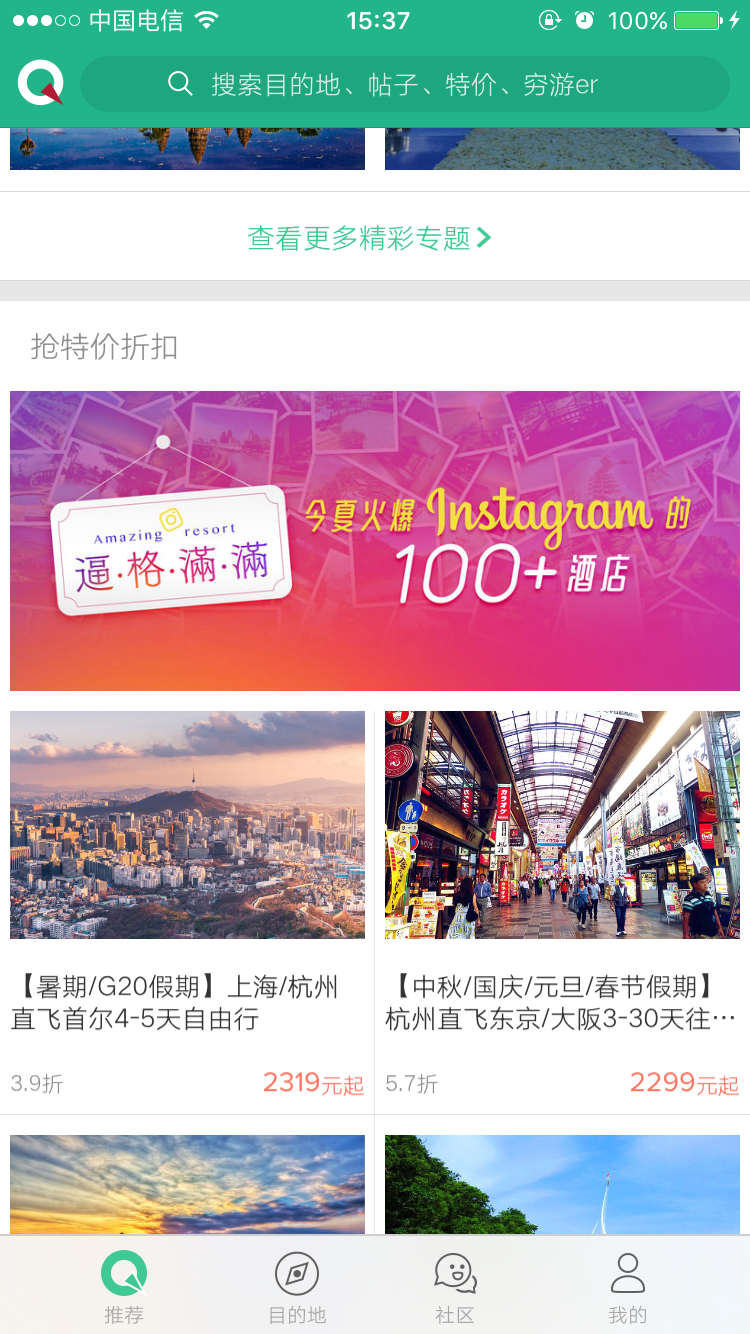 中国电信
15:37
100%
搜索目的地、帖子、特价、穷游er
查看更多精彩专题
抢特价折扣
Amazing resort
逼·格·滿·滿
今夏火爆 Instagram 的
100+ 酒店
【暑期/G20假期】上海/杭州
直飞首尔4-5天自由行
3.9折
2319元起
【中秋/国庆/元旦/春节假期】
杭州直飞东京/大阪3-30天往…
5.7折
2299元起
推荐
目的地
社区
我的